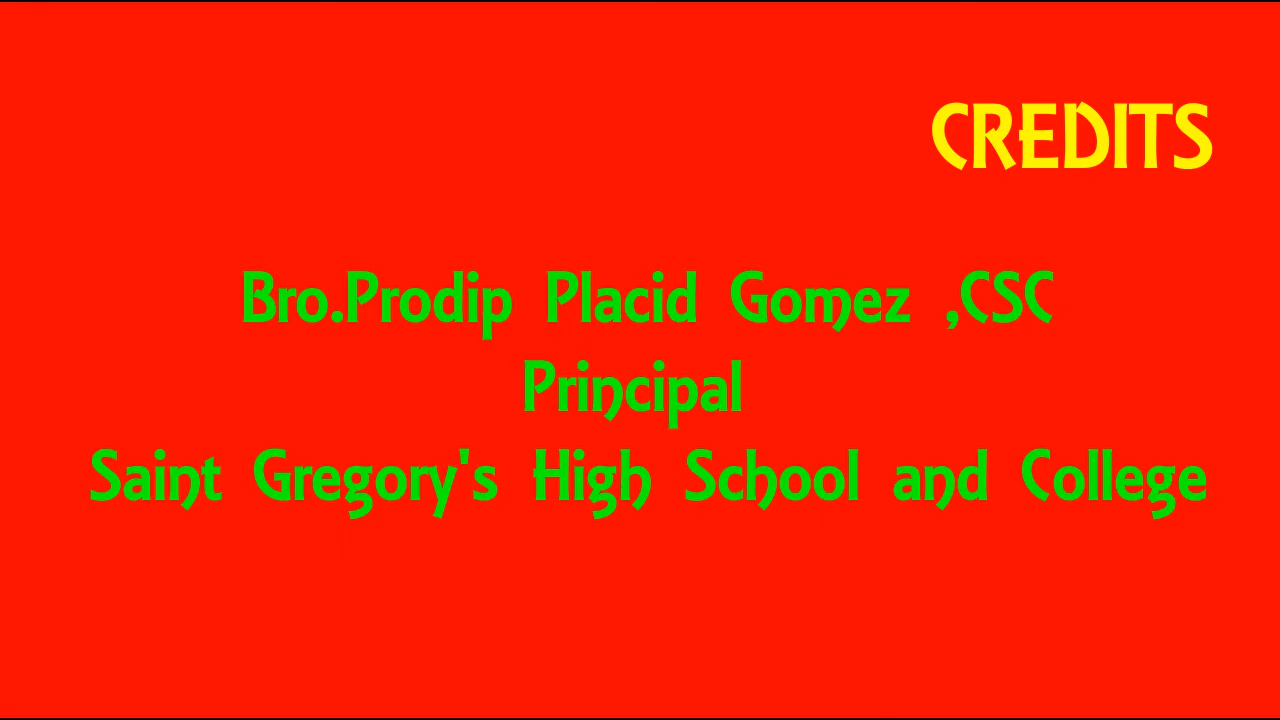 CREDITS
Bro.Prodip Placid Gomez ,CSC
Principal
Saint Gregory's High School and College